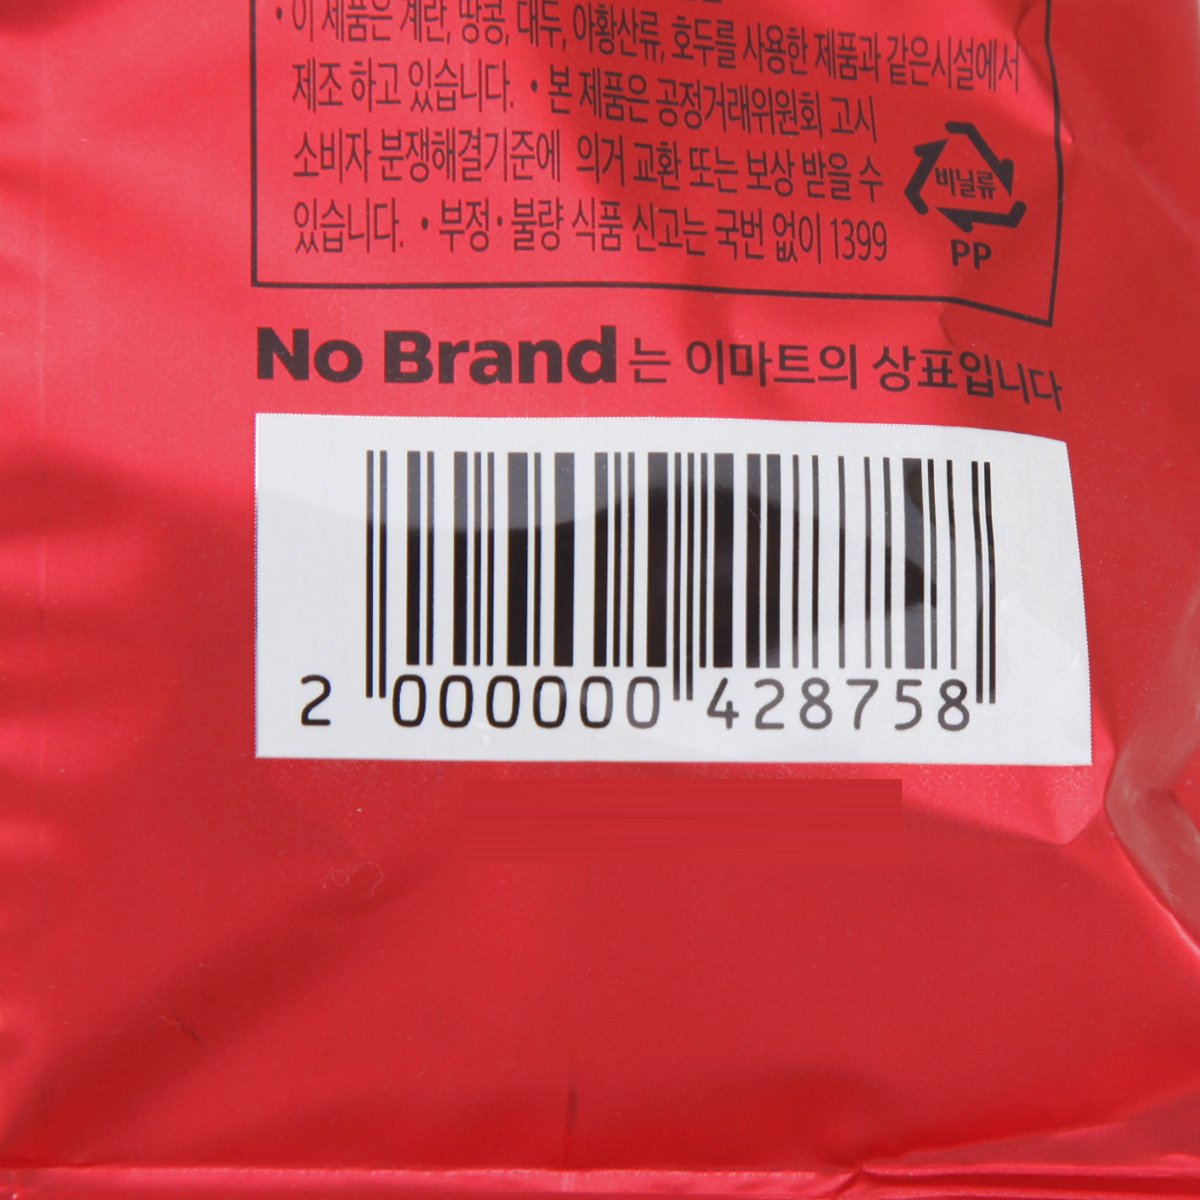 • 이 제품은 계란, 땅콩, 대두, 아황산류, 호두를 사용한 제품과 같은시설에서
제조 하고 있습니다. • 본 제품은 공정거래위원회 고시
소비자 분쟁해결기준에 의거 교환 또는 보상 받을 수
있습니다. • 부정·불량 식품 신고는 국번 없이 1399
비닐류
PP
No Brand는 이마트의 상표입니다
2 000000 428758